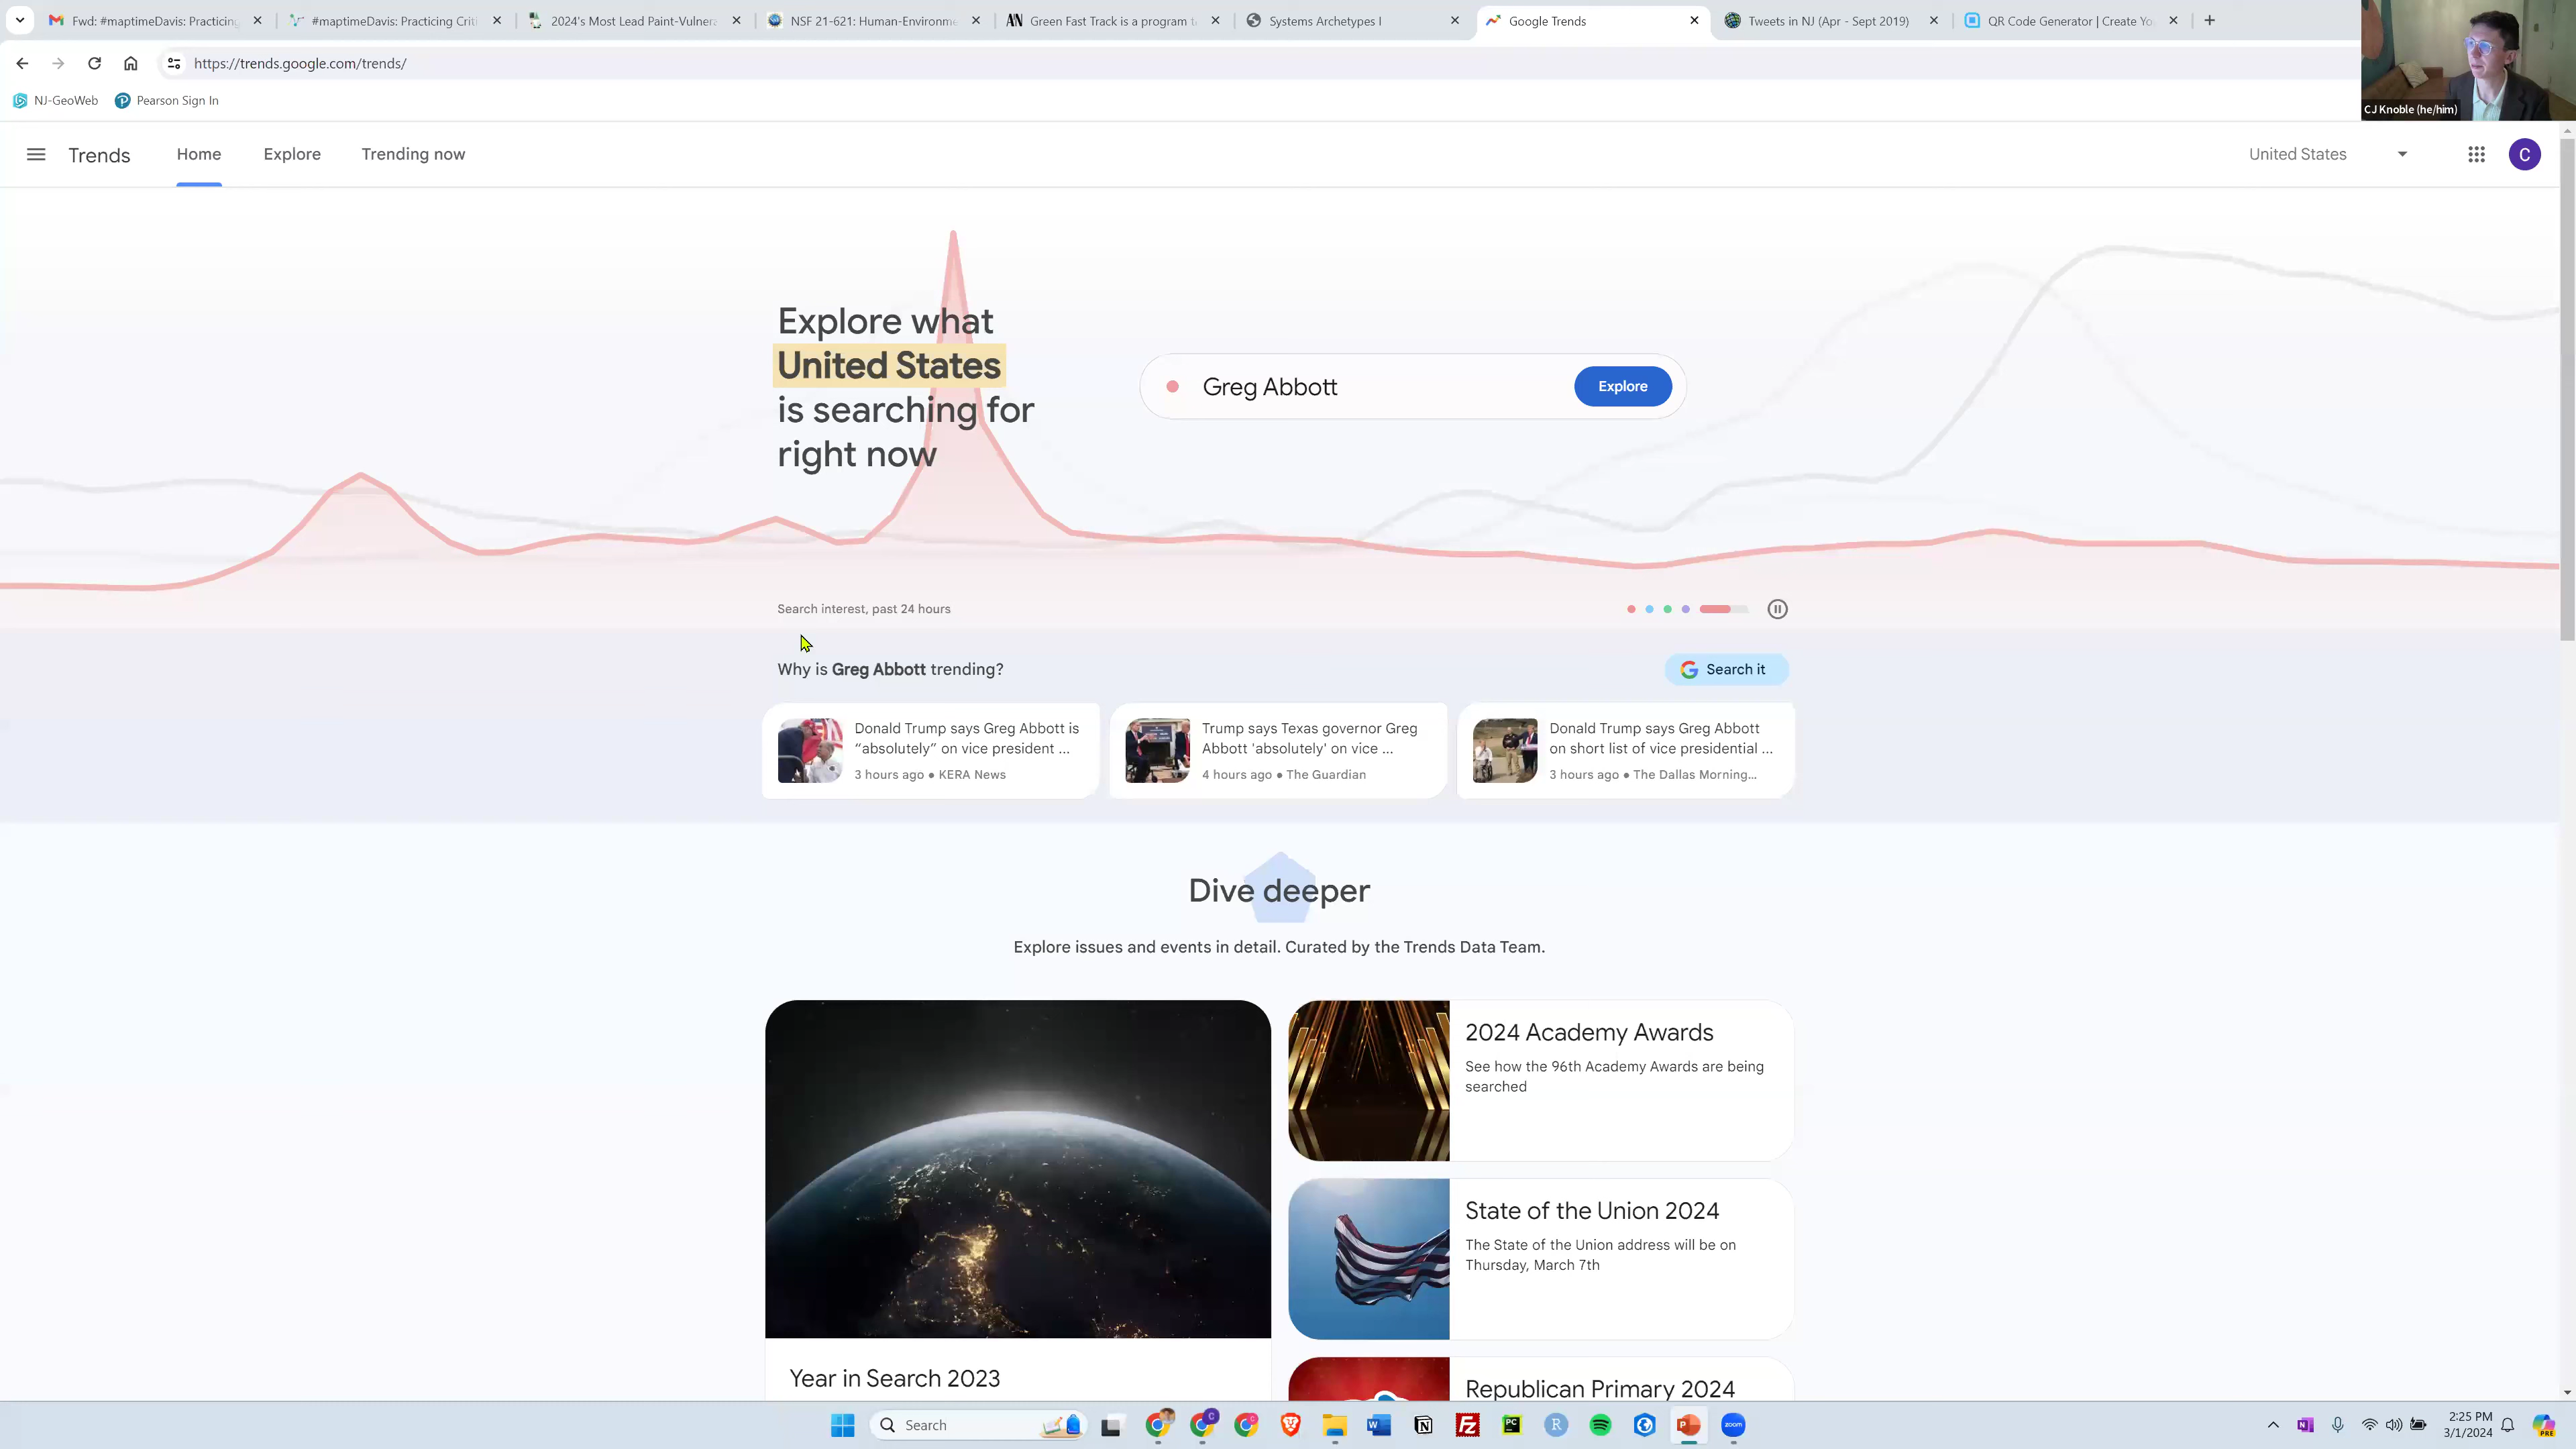 Fwd: #maptimeDavis: Practicing
#maptimeDavis: Practicing Criti
2024's Most Lead Paint-Vulnera
NSF 21-621: Human-Environme
Green Fast Track is a program t
Systems Archetypes I
Google Trends
Tweets in NJ (Apr - Sept 2019)
QR Code Generator | Create Yo
https://trends.google.com/trends/
NJ-GeoWeb
Pearson Sign In
CJ Knoble (he/him)
Trends
Home
Explore
Trending now
United States
C
Explore what
United States
is searching for
right now
Greg Abbott
Explore
Search interest, past 24 hours
Why is Greg Abbott trending?
Search it
Donald Trump says Greg Abbott is
"absolutely" on vice president ...
3 hours ago • KERA News
Trump says Texas governor Greg
Abbott 'absolutely' on vice ...
4 hours ago • The Guardian
Donald Trump says Greg Abbott
on short list of vice presidential ...
3 hours ago • The Dallas Morning...
Dive deeper
Explore issues and events in detail. Curated by the Trends Data Team.
Year in Search 2023
2024 Academy Awards
See how the 96th Academy Awards are being
searched
State of the Union 2024
The State of the Union address will be on
Thursday, March 7th
Republican Primary 2024
Search
zoom
2:25 PM
3/1/2024
PRE